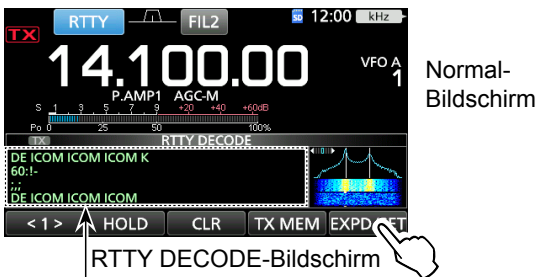 RTTY FIL2 12:00 kHz
TX
14.100.00 VFO A
1
P.AMP1 AGC-M
S 1 3 5 7 9 +20 +40 +60dB
Po 0 25 50 100%
TX RTTY DECODE
DE ICOM ICOM ICOM K
60:!-
;;
DE ICOM ICOM ICOM
<1> HOLD CLR TX MEM EXPD
Normal-
Bildschirm
RTTY DECODE-Bildschirm